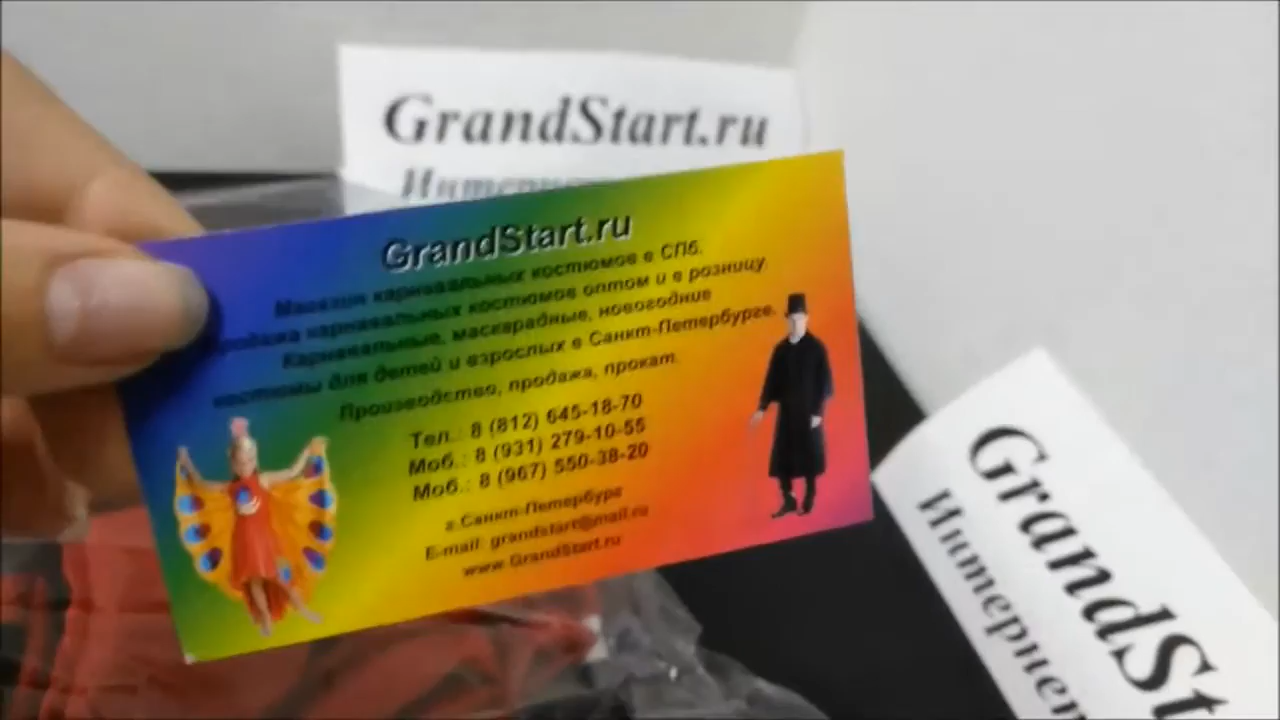 GrandStart.ru
Интернет
GrandStart.ru
Магазин карнавальных костюмов в СПб.
продажа карнавальных костюмов оптом и в розницу.
Карнавальные, маскарадные, новогодние
костюмы для детей и взрослых в Санкт-Петербурге.
Производство, продажа, прокат.
Тел.: 8 (812) 645-18-70
Моб.: 8 (931) 279-10-55
Моб.: 8 (967) 550-38-20
г.Санкт-Петербург
E-mail: grandstart@mail.ru
www.GrandStart.ru
GrandSt
Интернет